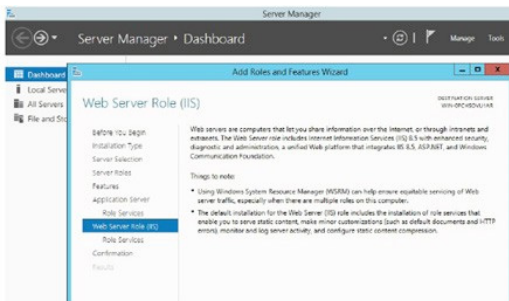 Server Manager
Server Manager • Dashboard
Manage Tools
Dashboard
Local Serve
All Servers
File and Sto
Add Roles and Features Wizard
Web Server Role (IIS)
DESTINATION SERVER
Before You Begin
Installation Type
Server Selection
Server Roles
Features
Application Server
Role Services
Web Server Role (IIS)
Role Services
Confirmation
Results
Web servers are computers that let you share information over the Internet, or through intranets and
extranets. The Web Server role includes Internet Information Services (IIS) 8.5 with enhanced security,
diagnostic and administration, a unified Web platform that integrates IIS 8.5, ASP.NET, and Windows
Communication Foundation.
Things to note:
• Using Windows System Resource Manager (WSRM) can help ensure equitable servicing of Web
server traffic, especially when there are multiple roles on this computer.
• The default installation for the Web Server (IIS) role includes the installation of role services that
enable you to serve static content, make minor customizations (such as default documents and HTTP
errors), monitor and log server activity, and configure static content compression.